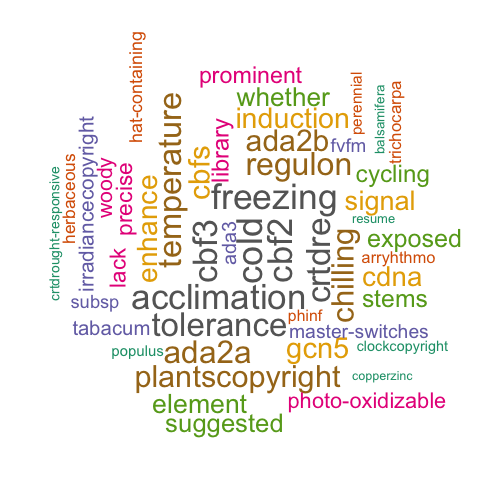 hat-containing
prominent
perennial
balsamifera
trichocarpa
whether
induction
temperature
irradiancecopyright
library
ada2b
fvfm
cbfs
regulon
cycling
herbaceous
woody
precise
enhance
crtdrought-responsive
freezing
signal
resume
lack
cbf3
ada3
cold
cbf2
crtdre
chilling
exposed
arryhthmo
cdna
subsp
acclimation
stems
tabacum
tolerance
phinf
master-switches
populus
ada2a
gcn5
clockcopyright
plantscopyright
copperzinc
element
photo-oxidizable
suggested